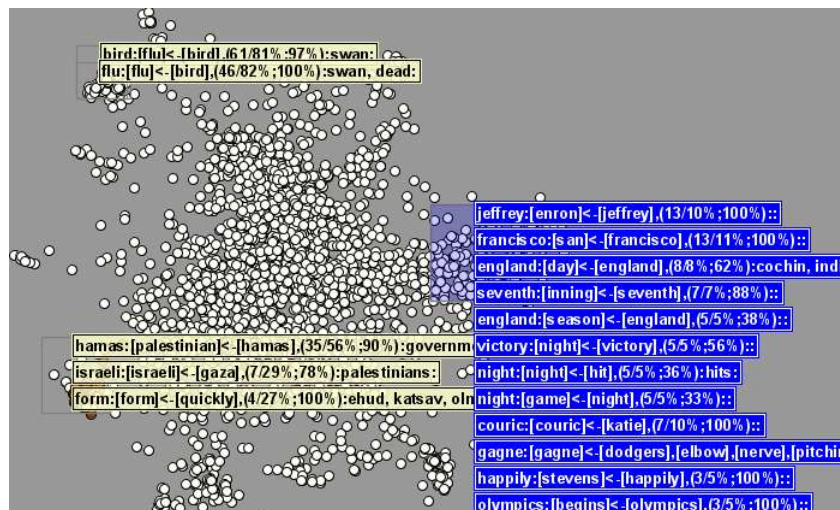 bird:[flu]<-[bird],(61/81%;97%):swan:
flu:[flu]<-[bird],(46/82%;100%):swan, dead:
jeffrey:[enron]<-[jeffrey],(13/10%;100%)::
francisco:[san]<-[francisco],(13/11%;100%)::
england:[day]<-[england],(8/8%;62%):cochin, ind
seventh:[inning]<-[seventh],(7/7%;88%)::
england:[season]<-[england],(5/5%;38%)::
hamas:[palestinian]<-[hamas],(35/56%;90%):governm
victory:[night]<-[victory],(5/5%;56%)::
israeli:[israeli]<-[gaza],(7/29%;78%):palestinians:
night:[night]<-[hit],(5/5%;36%):hits:
form:[form]<-[quickly],(4/27%;100%):ehud, katsav, olm
night:[game]<-[night],(5/5%;33%)::
couric:[couric]<-[katie],(7/10%;100%)::
gagne:[gagne]<-[dodgers],[elbow],[nerve],[pitchin
happily:[stevens]<-[happily],(3/5%;100%)::
olympics:[begins]<-[olympics],(3/5%;100%)::